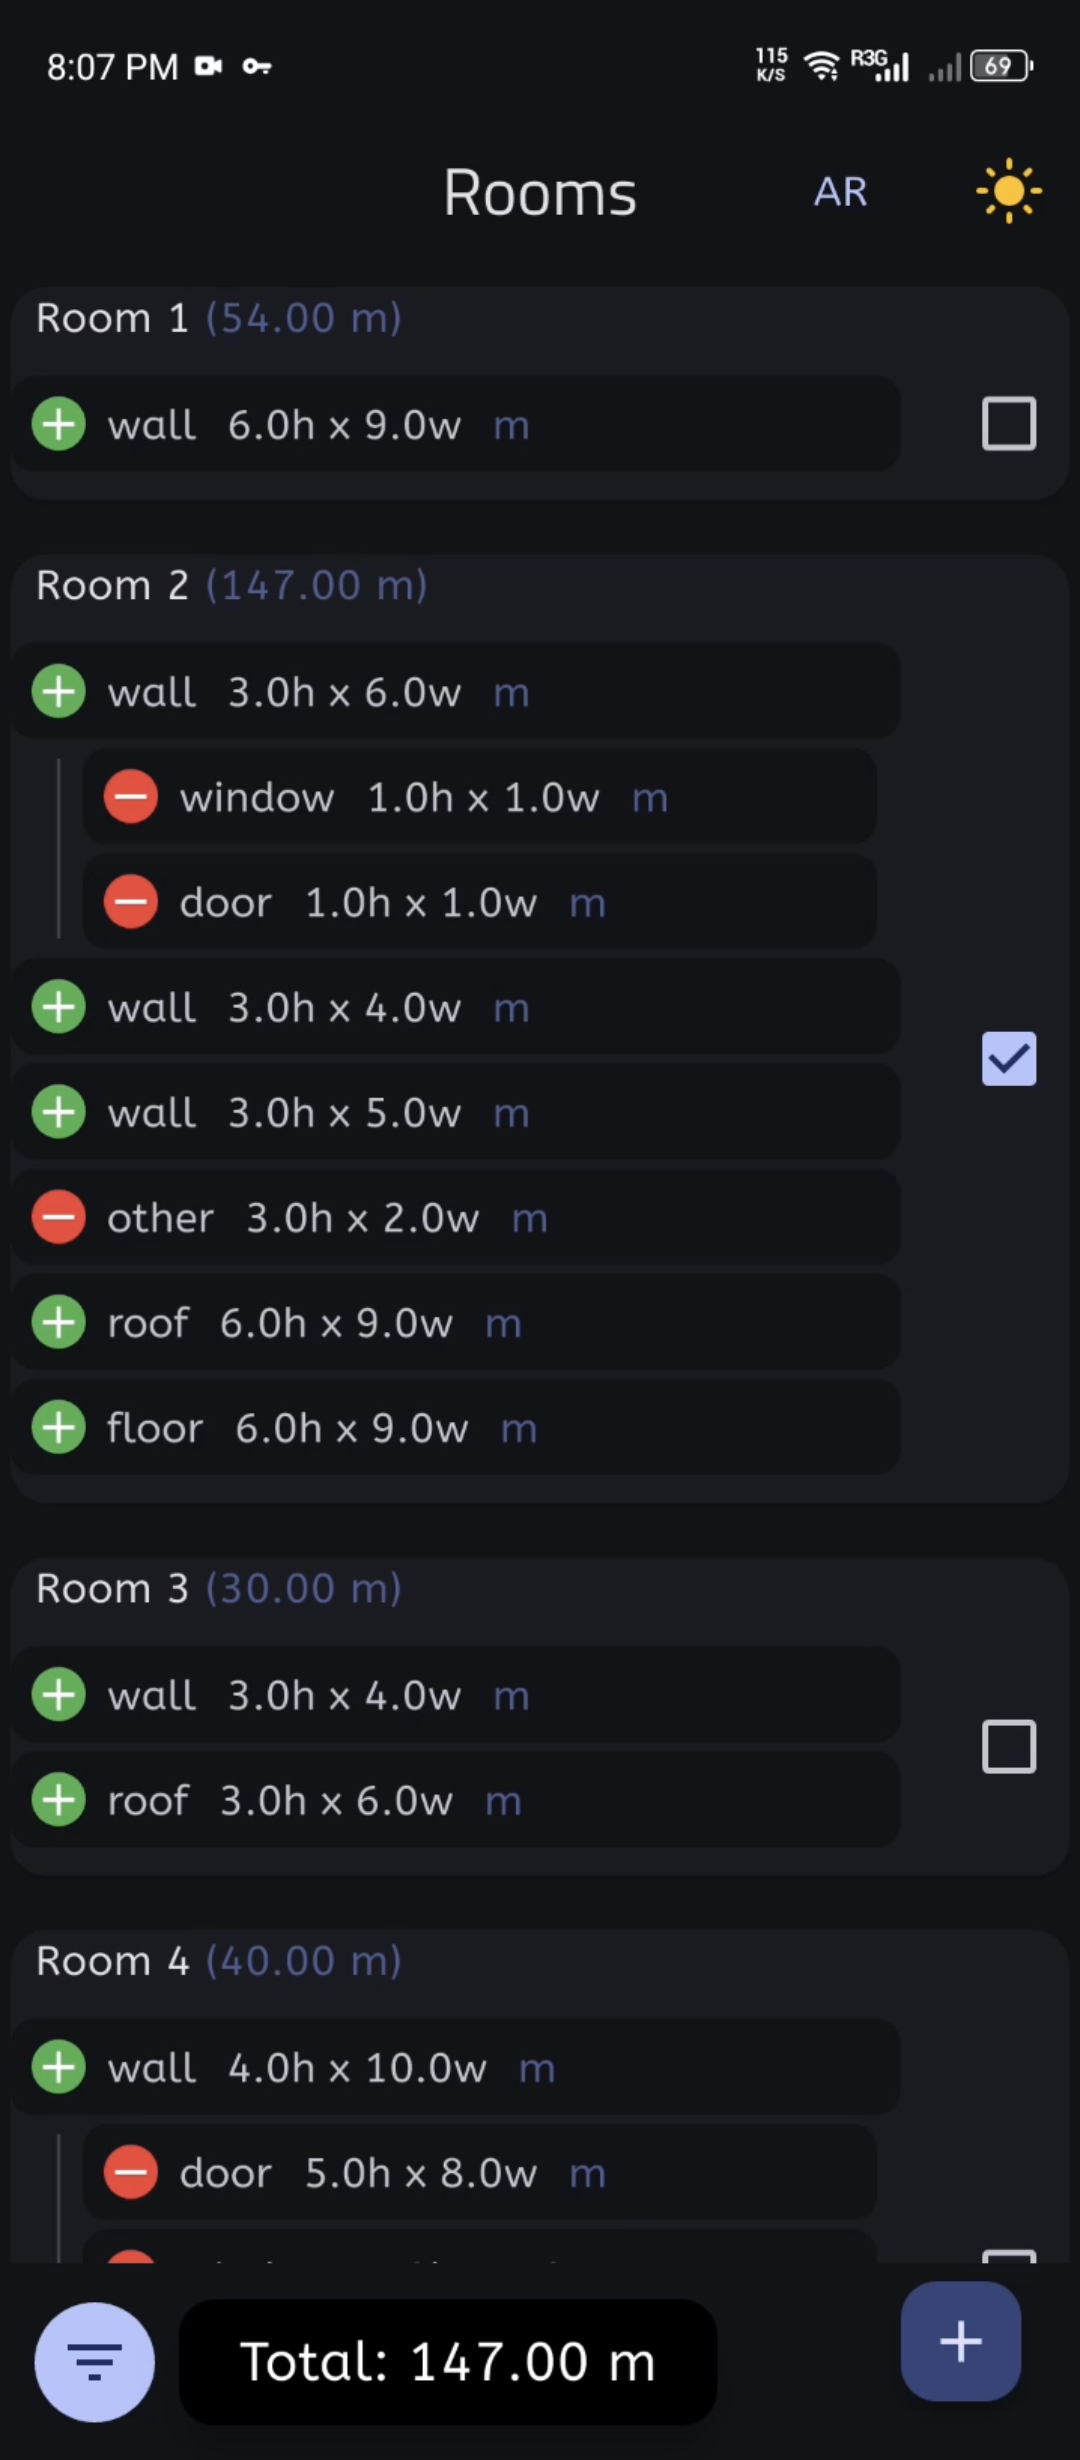 8:07 PM 115 K/S R3G 69
Rooms AR
Room 1 (54.00 m)
wall 6.0h x 9.0w m
Room 2 (147.00 m)
wall 3.0h x 6.0w m
window 1.0h x 1.0w m
door 1.0h x 1.0w m
wall 3.0h x 4.0w m
wall 3.0h x 5.0w m
other 3.0h x 2.0w m
roof 6.0h x 9.0w m
floor 6.0h x 9.0w m
Room 3 (30.00 m)
wall 3.0h x 4.0w m
roof 3.0h x 6.0w m
Room 4 (40.00 m)
wall 4.0h x 10.0w m
door 5.0h x 8.0w m
Total: 147.00 m